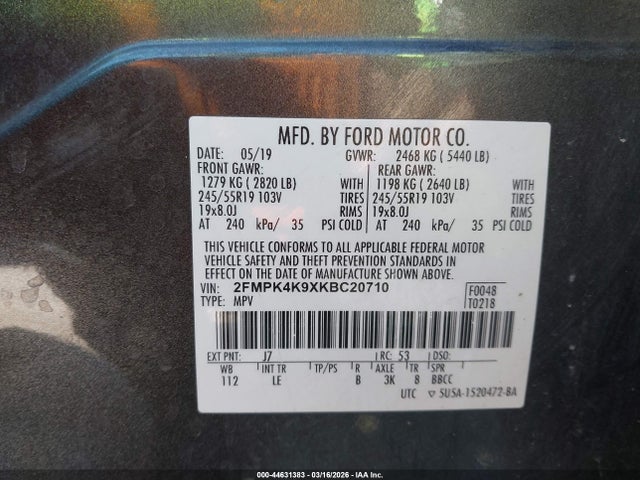 MFD. BY FORD MOTOR CO.
DATE: 05/19 GVWR: 2468 KG ( 5440 LB)
FRONT GAWR: REAR GAWR:
1279 KG ( 2820 LB) WITH 1198 KG ( 2640 LB) WITH
245/55R19 103V TIRES 245/55R19 103V TIRES
19x8.0J RIMS 19x8.0J RIMS
AT 240 kPa/ 35 PSI COLD AT 240 kPa/ 35 PSI COLD
THIS VEHICLE CONFORMS TO ALL APPLICABLE FEDERAL MOTOR
VEHICLE SAFETY AND THEFT PREVENTION STANDARDS IN
EFFECT ON THE DATE OF MANUFACTURE SHOWN ABOVE.
VIN: 2FMPK4K9XKBC20710 F0048
TYPE: MPV T0218
EXT PNT: J7 RC: 53 DSO:
WB INT TR TP/PS R AXLE TR SPR
112 LE B 3K 8 BBCC
UTC ▽ SU5A-1520472-BA
000-44631383 | 03/16/2026 | IAA Inc.